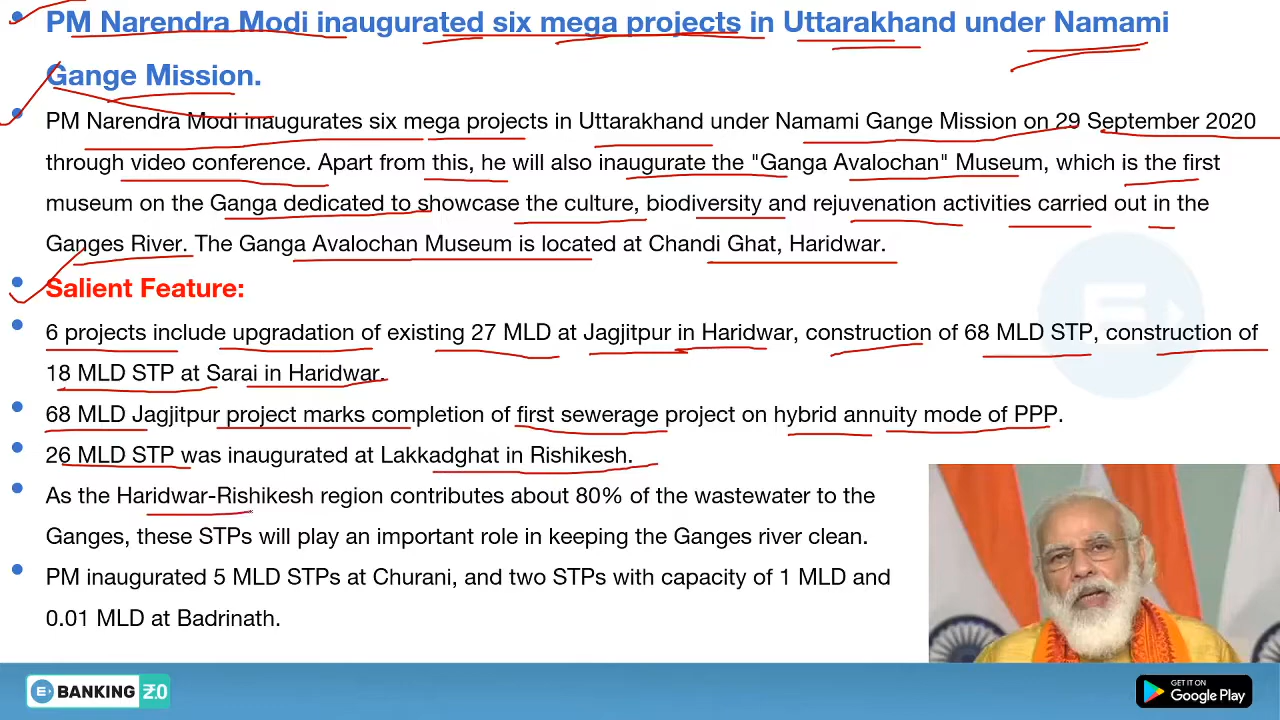 PM Narendra Modi inaugurated six mega projects in Uttarakhand under Namami
Gange Mission.
PM Narendra Modi inaugurates six mega projects in Uttarakhand under Namami Gange Mission on 29 September 2020
through video conference. Apart from this, he will also inaugurate the "Ganga Avalochan" Museum, which is the first
museum on the Ganga dedicated to showcase the culture, biodiversity and rejuvenation activities carried out in the
Ganges River. The Ganga Avalochan Museum is located at Chandi Ghat, Haridwar.
Salient Feature:
6 projects include upgradation of existing 27 MLD at Jagjitpur in Haridwar, construction of 68 MLD STP, construction of
18 MLD STP at Sarai in Haridwar.
68 MLD Jagjitpur project marks completion of first sewerage project on hybrid annuity mode of PPP.
26 MLD STP was inaugurated at Lakkadghat in Rishikesh.
As the Haridwar-Rishikesh region contributes about 80% of the wastewater to the
Ganges, these STPs will play an important role in keeping the Ganges river clean.
PM inaugurated 5 MLD STPs at Churani, and two STPs with capacity of 1 MLD and
0.01 MLD at Badrinath.
E BANKING 2.0
GET IT ON
Google Play